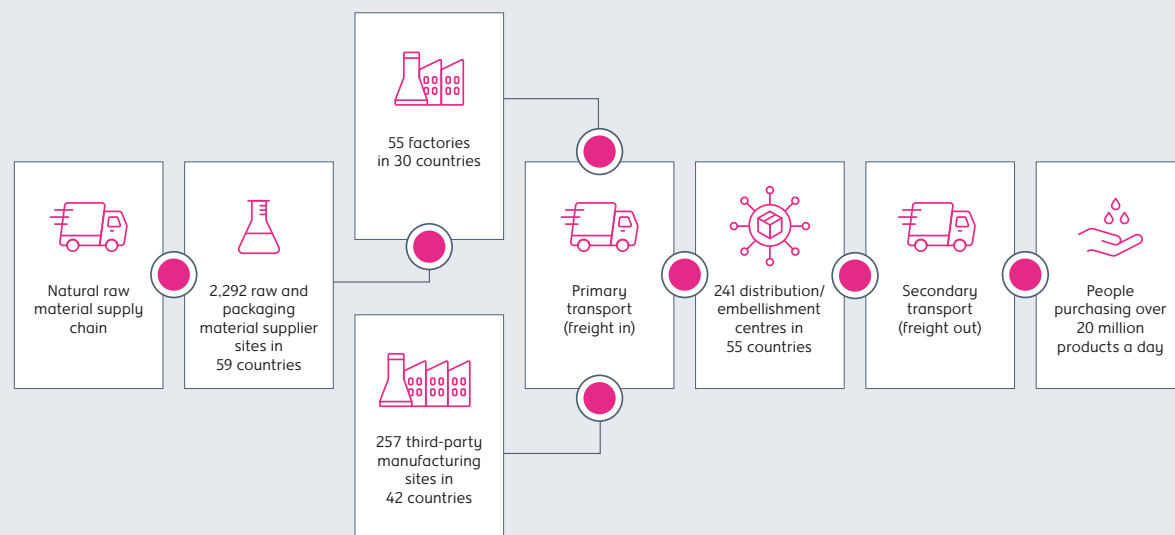 Natural raw
material supply
chain
2,292 raw and
packaging
material supplier
sites in
59 countries
55 factories
in 30 countries
257 third-party
manufacturing
sites in
42 countries
Primary
transport
(freight in)
241 distribution/
embellishment
centres in
55 countries
Secondary
transport
(freight out)
People
purchasing over
20 million
products a day